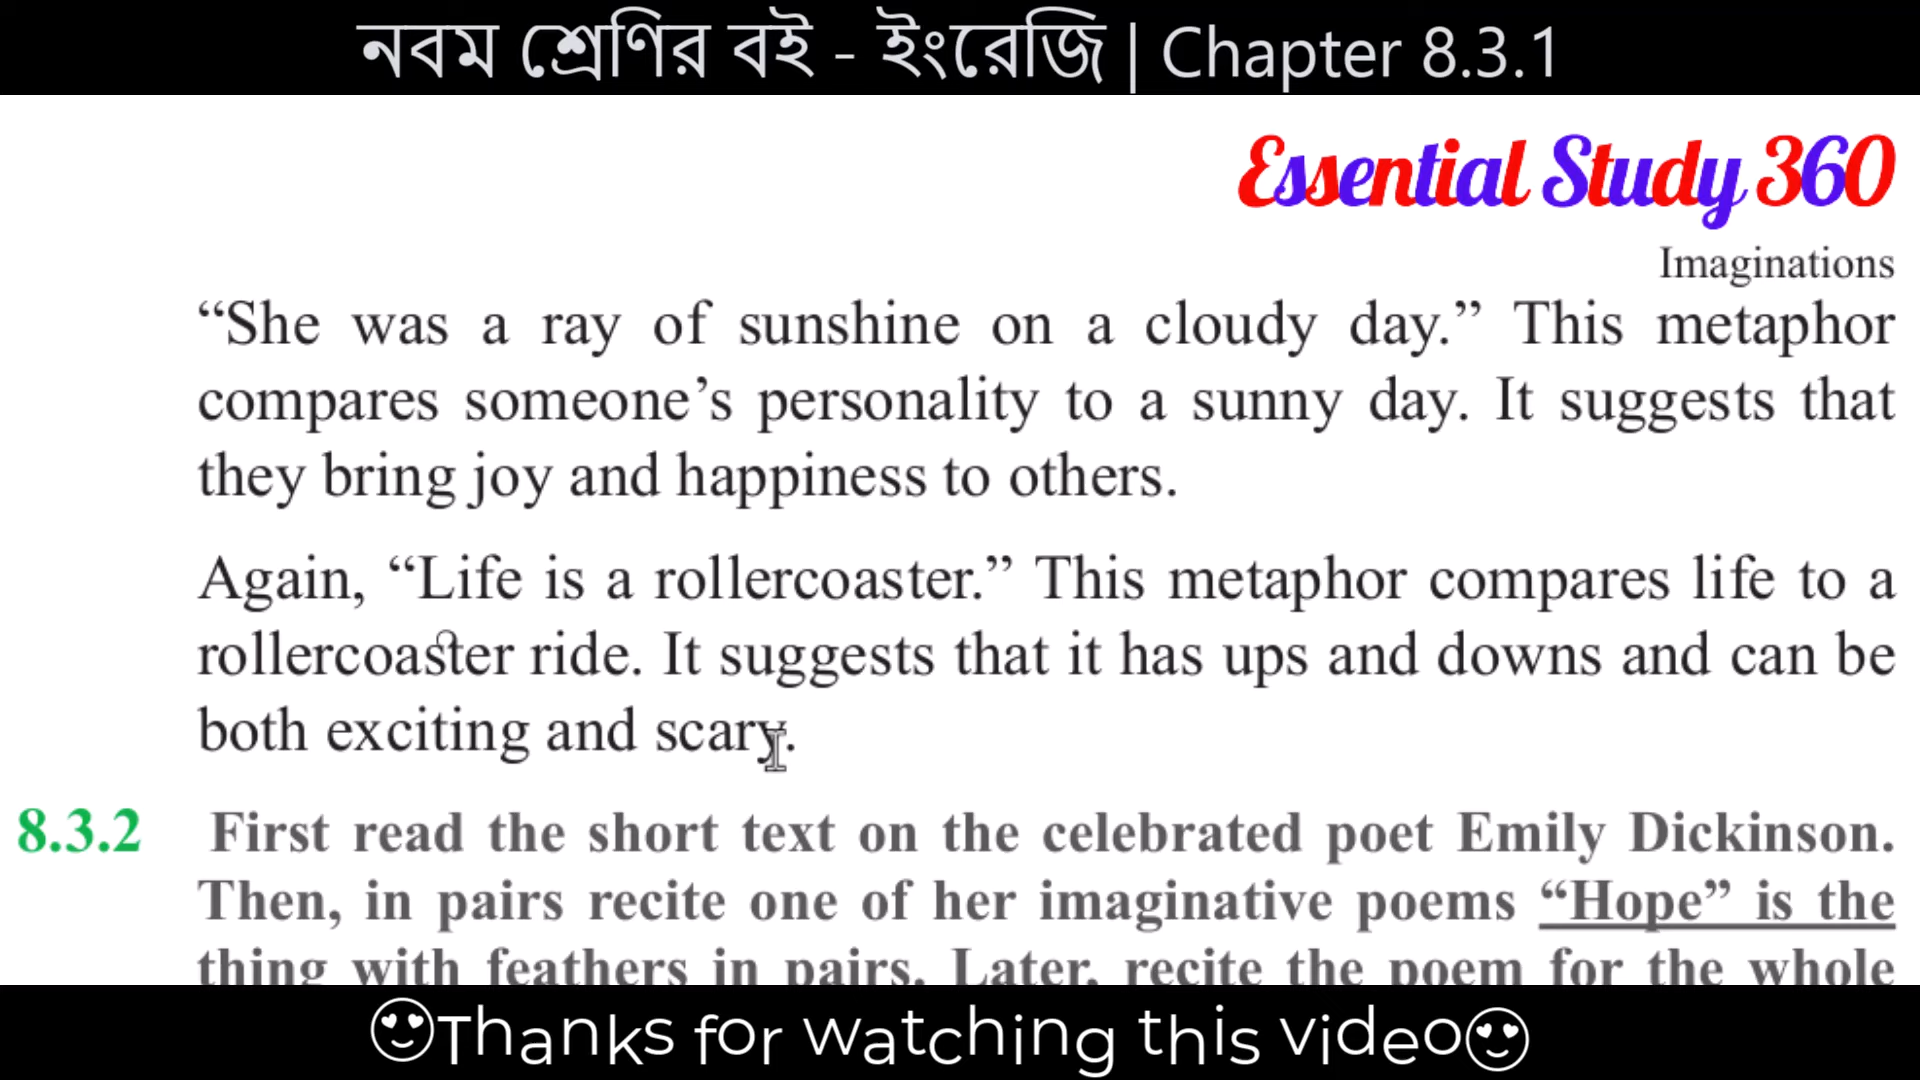 নবম শ্রেণির বই - ইংরেজি | Chapter 8.3.1
Essential Study 360
Imaginations
“She was a ray of sunshine on a cloudy day.” This metaphor
compares someone’s personality to a sunny day. It suggests that
they bring joy and happiness to others.
Again, “Life is a rollercoaster.” This metaphor compares life to a
rollercoaster ride. It suggests that it has ups and downs and can be
both exciting and scary.
8.3.2 First read the short text on the celebrated poet Emily Dickinson.
Then, in pairs recite one of her imaginative poems “Hope” is the
thing with feathers in pairs. Later, recite the poem for the whole
😍Thanks for watching this video😍